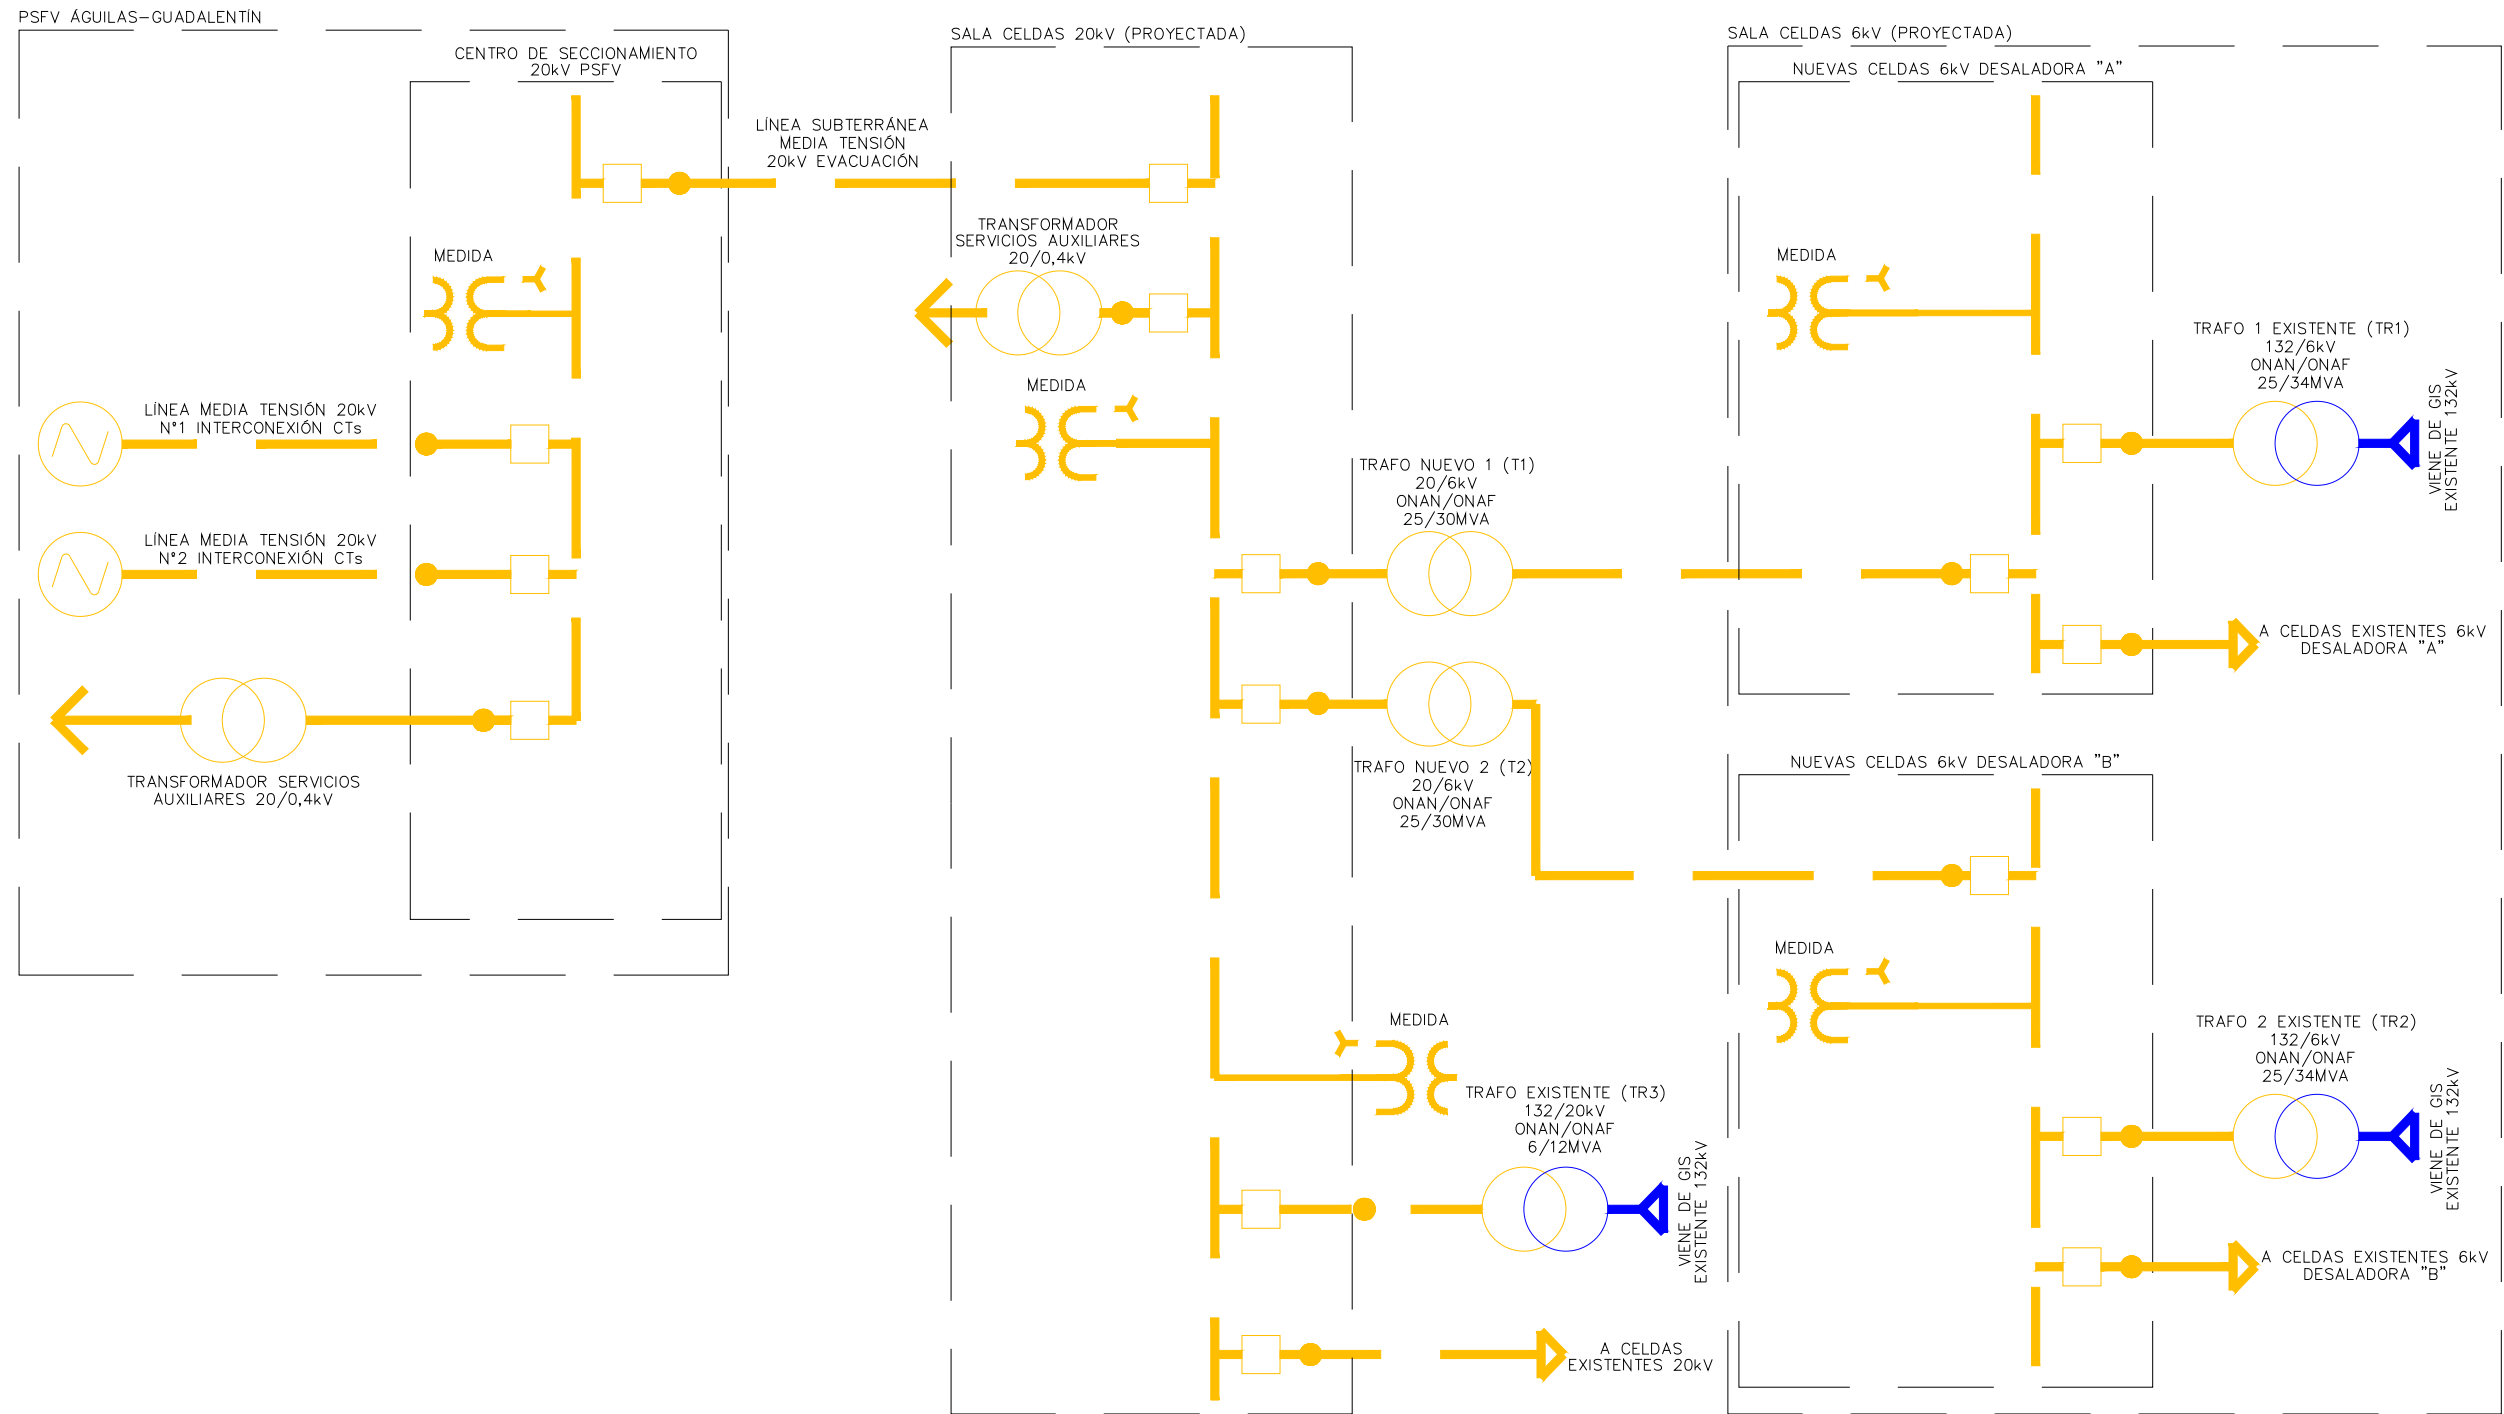 PSFV ÁGUILAS-GUADALENTÍN
CENTRO DE SECCIONAMIENTO
20kV PSFV
MEDIDA
LÍNEA MEDIA TENSIÓN 20kV
Nº1 INTERCONEXIÓN CTs
LÍNEA MEDIA TENSIÓN 20kV
Nº2 INTERCONEXIÓN CTs
TRANSFORMADOR SERVICIOS
AUXILIARES 20/0,4kV
LÍNEA SUBTERRÁNEA
MEDIA TENSIÓN
20kV EVACUACIÓN
SALA CELDAS 20kV (PROYECTADA)
TRANSFORMADOR
SERVICIOS AUXILIARES
20/0,4kV
MEDIDA
TRAFO NUEVO 1 (T1)
20/6kV
ONAN/ONAF
25/30MVA
TRAFO NUEVO 2 (T2)
20/6kV
ONAN/ONAF
25/30MVA
MEDIDA
TRAFO EXISTENTE (TR3)
132/20kV
ONAN/ONAF
6/12MVA
VIENE DE GIS
EXISTENTE 132kV
A CELDAS
EXISTENTES 20kV
SALA CELDAS 6kV (PROYECTADA)
NUEVAS CELDAS 6kV DESALADORA "A"
MEDIDA
TRAFO 1 EXISTENTE (TR1)
132/6kV
ONAN/ONAF
25/34MVA
VIENE DE GIS
EXISTENTE 132kV
A CELDAS EXISTENTES 6kV
DESALADORA "A"
NUEVAS CELDAS 6kV DESALADORA "B"
MEDIDA
TRAFO 2 EXISTENTE (TR2)
132/6kV
ONAN/ONAF
25/34MVA
VIENE DE GIS
EXISTENTE 132kV
A CELDAS EXISTENTES 6kV
DESALADORA "B"